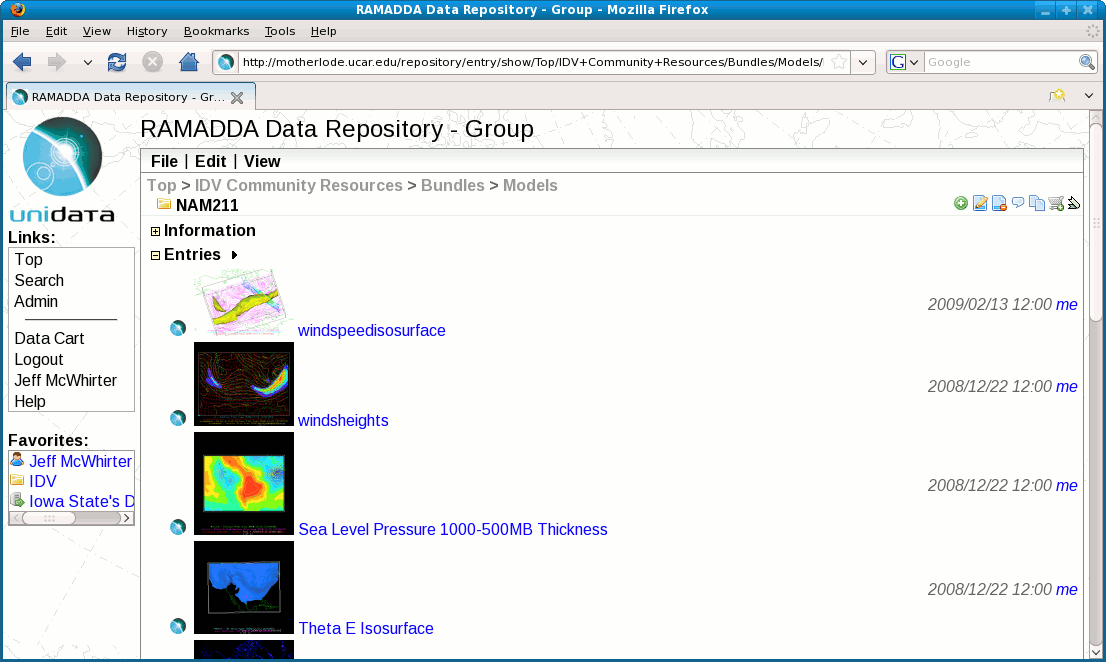 RAMADDA Data Repository - Group - Mozilla Firefox
File Edit View History Bookmarks Tools Help
http://motherlode.ucar.edu/repository/entry/show/Top/IDV+Community+Resources/Bundles/Models/
G Google
RAMADDA Data Repository - Gr...
RAMADDA Data Repository - Group
unidata
File | Edit | View
Top > IDV Community Resources > Bundles > Models
NAM211
Links:
Top
Search
Admin
Data Cart
Logout
Jeff McWhirter
Help
Favorites:
Jeff McWhirter
IDV
Iowa State's D
Information
Entries
windspeedisosurface 2009/02/13 12:00 me
windsheights 2008/12/22 12:00 me
Sea Level Pressure 1000-500MB Thickness 2008/12/22 12:00 me
Theta E Isosurface 2008/12/22 12:00 me